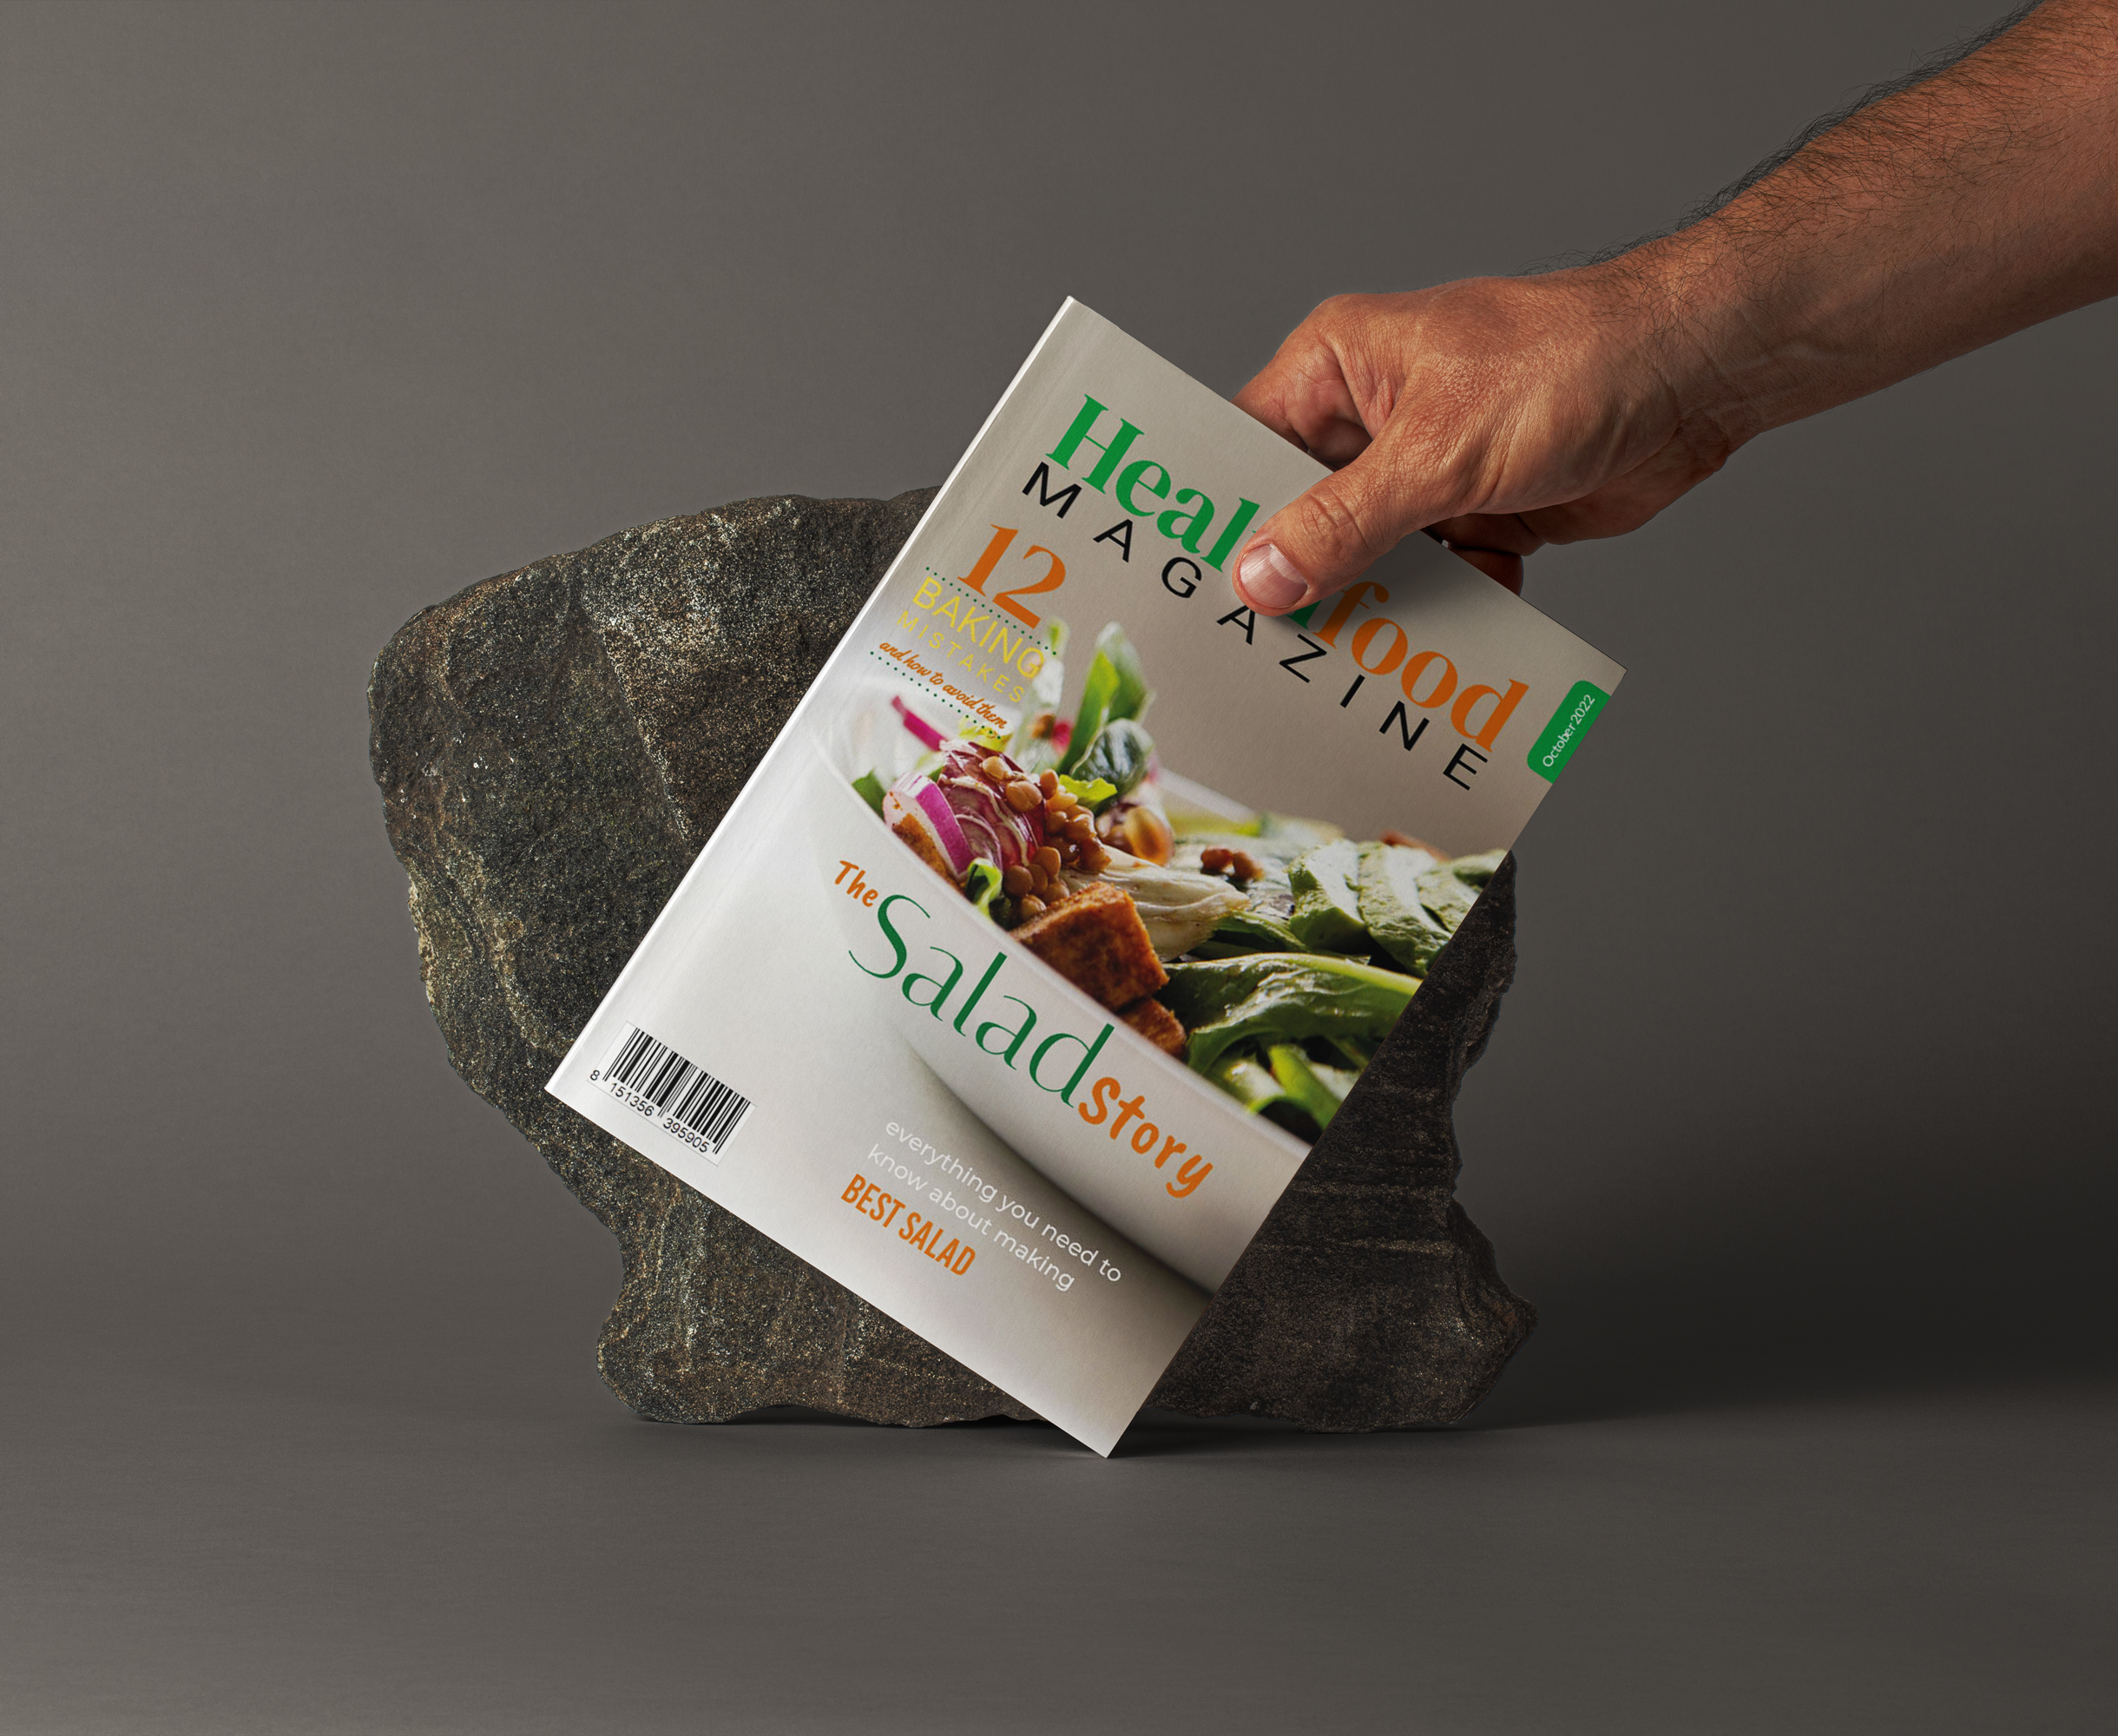 Heal food
MAGAZINE
October 2022
12
BAKING
MISTAKES
and how to avoid them
The
Salad story
everything you need to
know about making
BEST SALAD
8 151356 395905